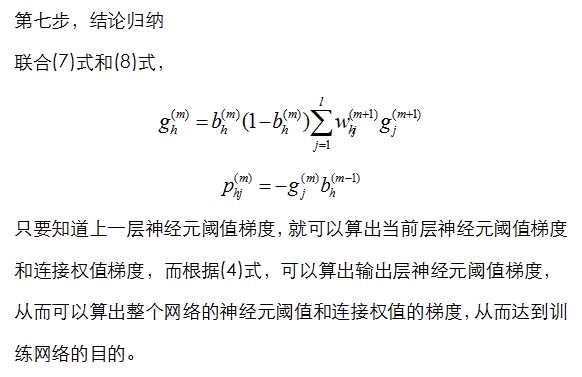 第七步，结论归纳
联合(7)式和(8)式，
g_h^{(m)} = b_h^{(m)}(1-b_h^{(m)})\sum_{j=1}^{l} w_{hj}^{(m+1)} g_j^{(m+1)}
p_{hj}^{(m)} = -g_j^{(m)} b_h^{(m-1)}
只要知道上一层神经元阈值梯度，就可以算出当前层神经元阈值梯度
和连接权值梯度，而根据(4)式，可以算出输出层神经元阈值梯度，
从而可以算出整个网络的神经元阈值和连接权值的梯度，从而达到训
练网络的目的。